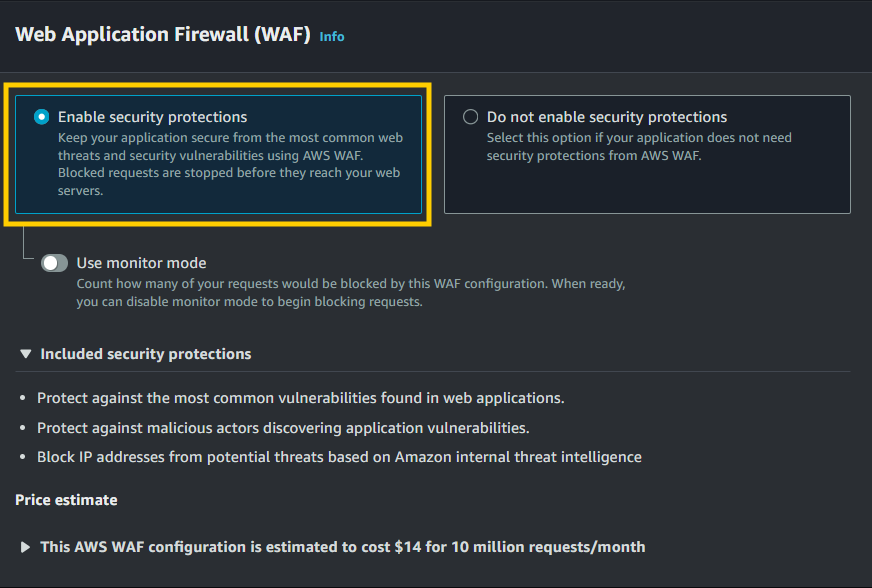 Web Application Firewall (WAF) Info
Enable security protections
Keep your application secure from the most common web
threats and security vulnerabilities using AWS WAF.
Blocked requests are stopped before they reach your web
servers.
Do not enable security protections
Select this option if your application does not need
security protections from AWS WAF.
Use monitor mode
Count how many of your requests would be blocked by this WAF configuration. When ready,
you can disable monitor mode to begin blocking requests.
Included security protections
• Protect against the most common vulnerabilities found in web applications.
• Protect against malicious actors discovering application vulnerabilities.
• Block IP addresses from potential threats based on Amazon internal threat intelligence
Price estimate
This AWS WAF configuration is estimated to cost $14 for 10 million requests/month